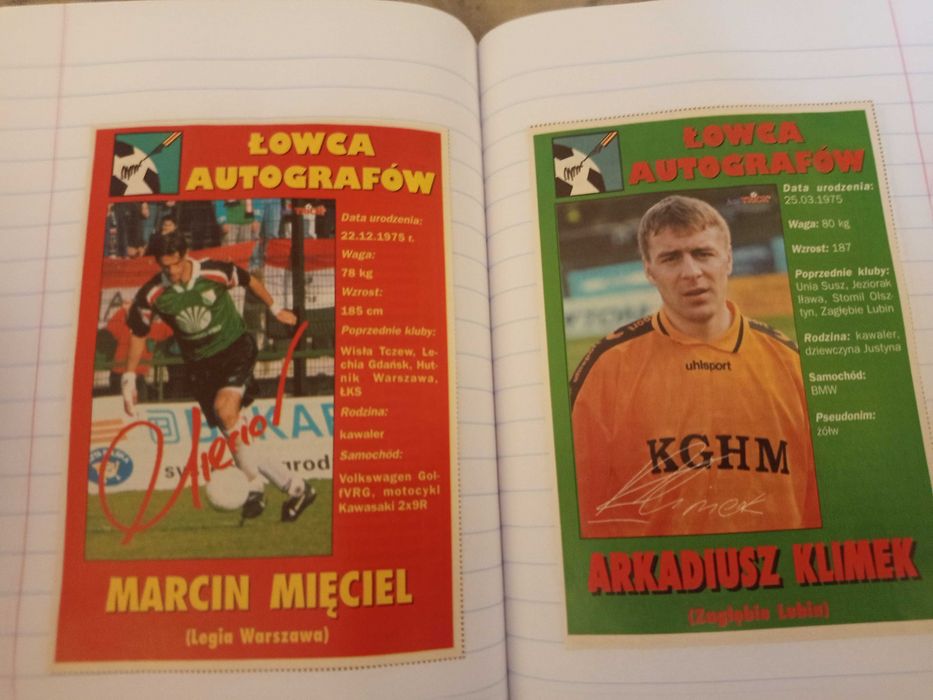 ŁOWCA
AUTOGRAFÓW
Data urodzenia:
22.12.1975 r.
Waga:
78 kg
Wzrost:
185 cm
Poprzednie kluby:
Wisła Tczew, Le-
chia Gdańsk, Hut-
nik Warszawa,
ŁKS
Rodzina:
kawaler
Samochód:
Volkswagen Gol-
fVRG, motocykl
Kawasaki 2x9R
MARCIN MIĘCIEL
(Legia Warszawa)
ŁOWCA
AUTOGRAFÓW
Data urodzenia:
25.03.1975
Waga: 80 kg
Wzrost: 187
Poprzednie kluby:
Unia Susz, Jeziorak
Iława, Stomil Olsz-
tyn, Zagłębie Lubin
Rodzina: kawaler,
dziewczyna Justyna
Samochód:
BMW
Pseudonim:
żółw
uhlsport
KGHM
Klimek
ARKADIUSZ KLIMEK
(Zagłębie Lubin)